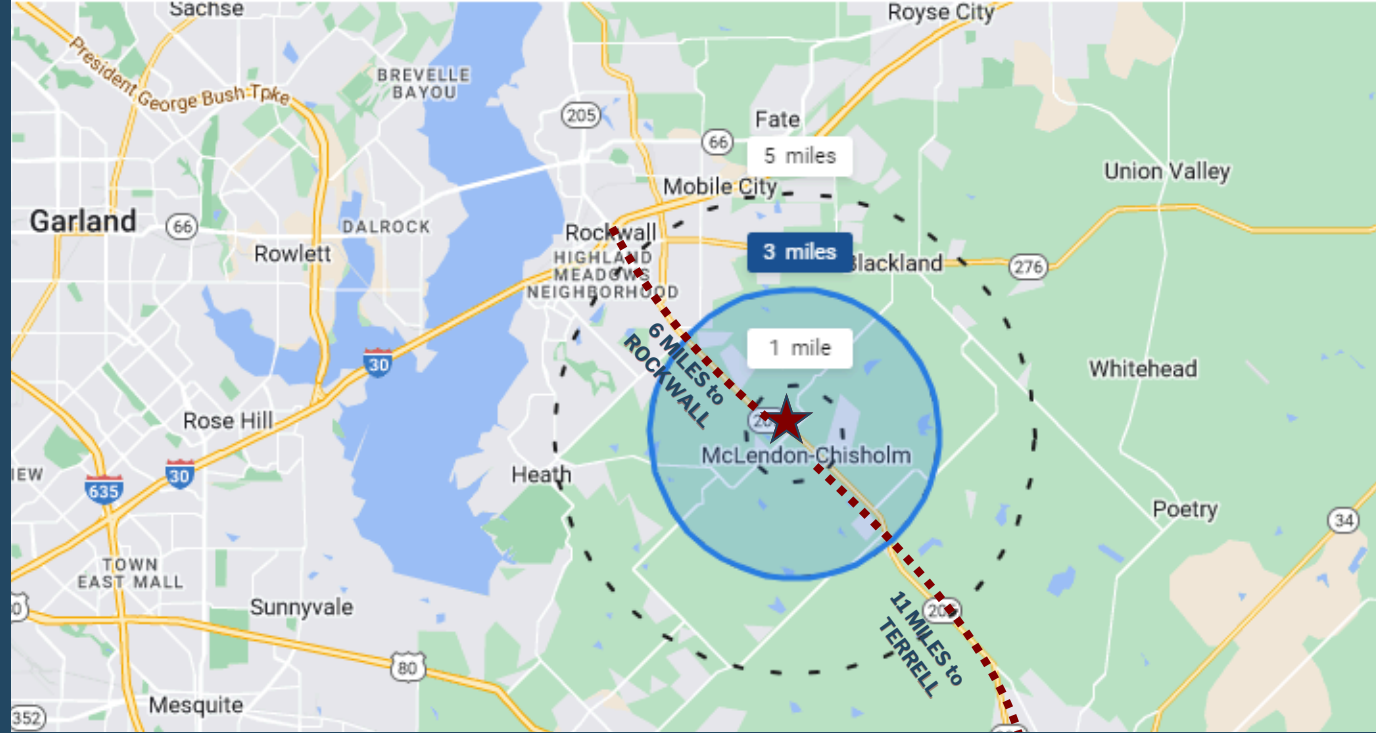 Sachse
Royse City
President George Bush Tpke
BREVELLE
BAYOU
205
Fate
66
5 miles
Union Valley
Mobile City
Garland
66
DALROCK
Rockwall
Rowlett
3 miles
Blackland
276
HIGHLAND
MEADOWS
NEIGHBORHOOD
30
1 mile
6 MILES to
ROCKWALL
Whitehead
Rose Hill
McLendon-Chisholm
IEW
30
Heath
635
Poetry
34
TOWN
EAST MALL
Sunnyvale
11 MILES to
TERRELL
80
Mesquite
352